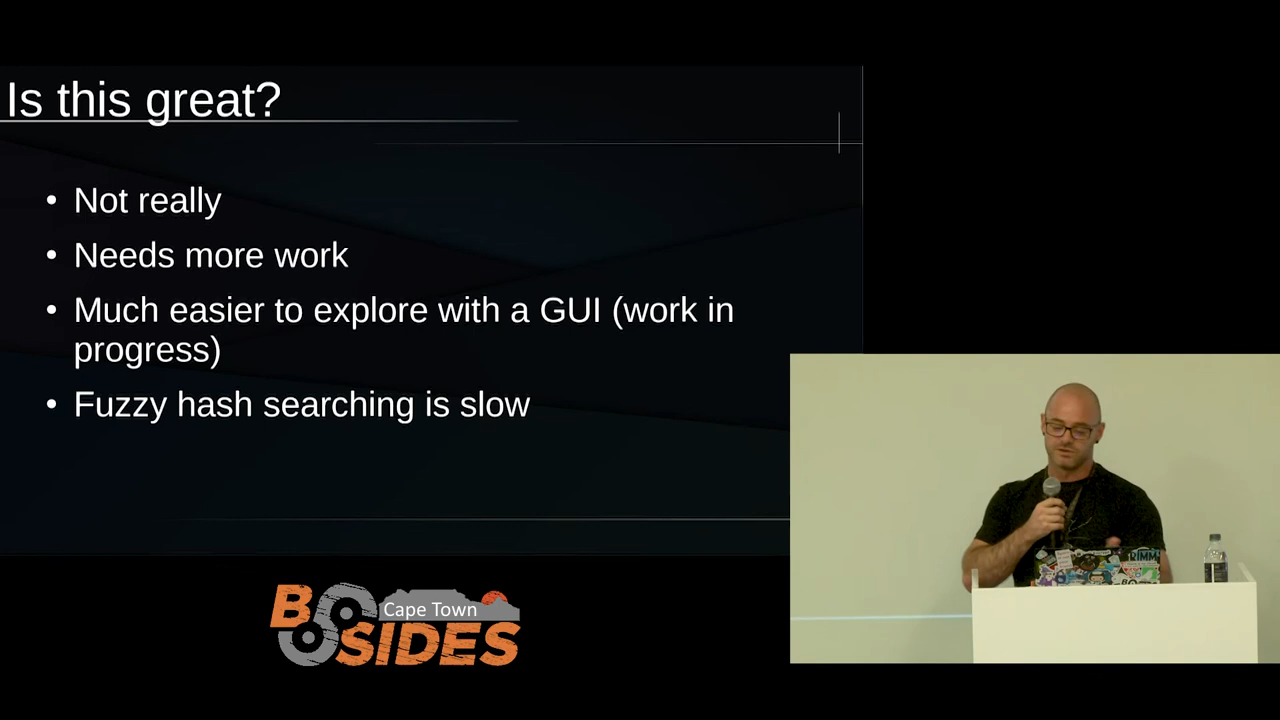 Is this great?
• Not really
• Needs more work
• Much easier to explore with a GUI (work in
progress)
• Fuzzy hash searching is slow
Cape Town
B
SIDES